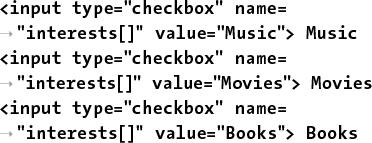 <input type="checkbox" name=
→ "interests[]" value="Music"> Music
<input type="checkbox" name=
→ "interests[]" value="Movies"> Movies
<input type="checkbox" name=
→ "interests[]" value="Books"> Books